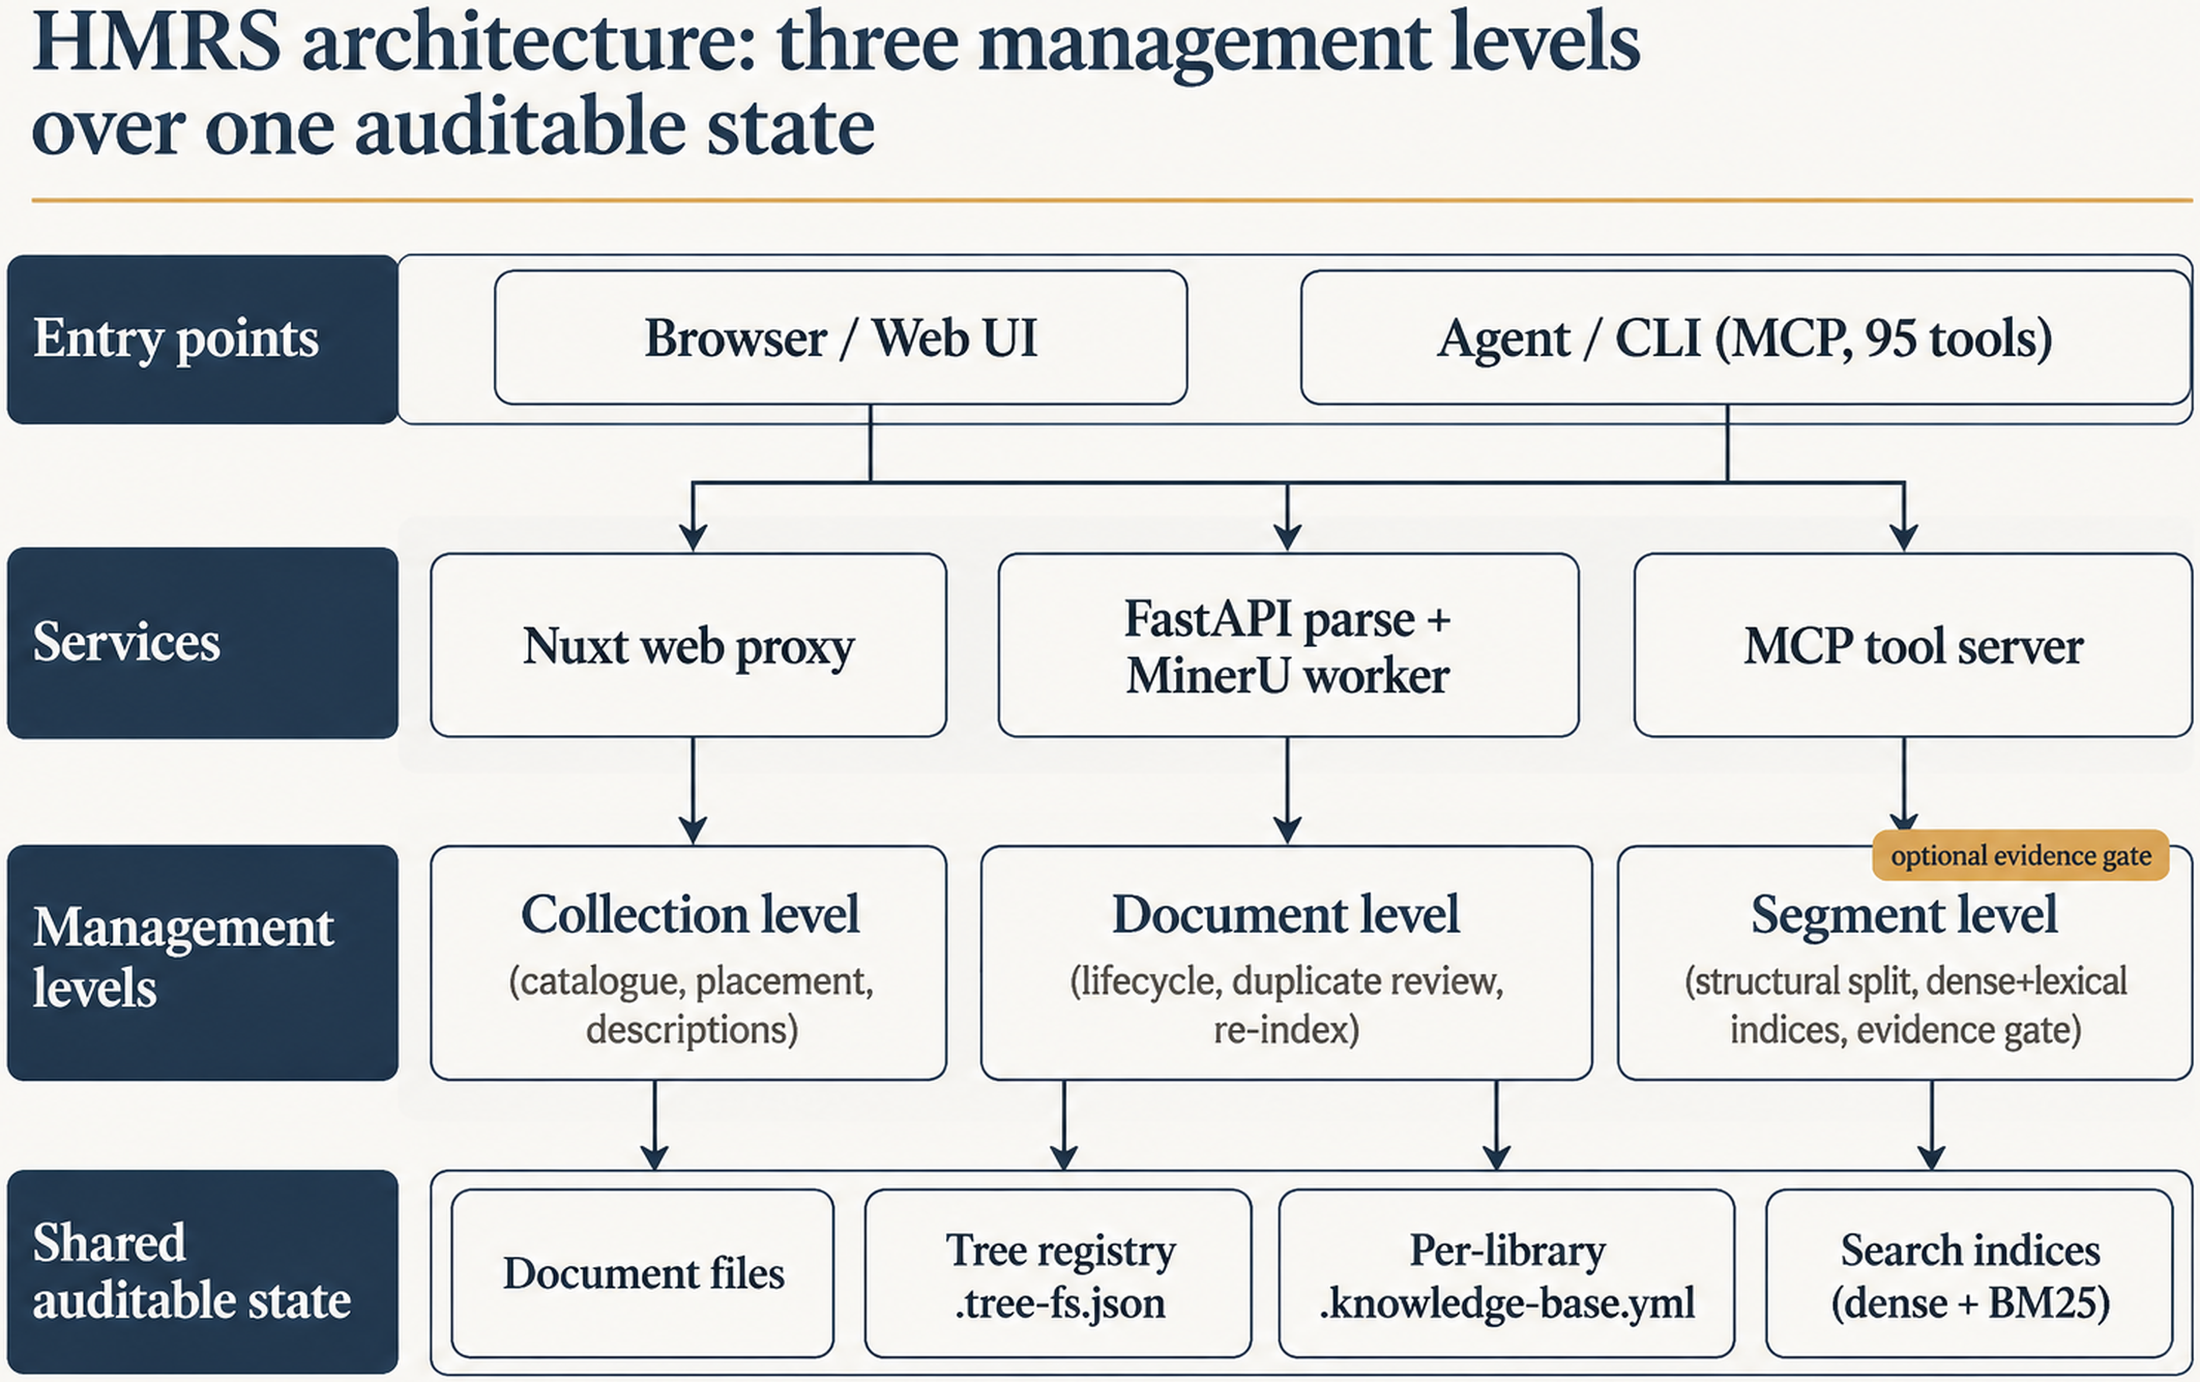 HMRS architecture: three management levels
over one auditable state
Entry points
Browser / Web UI
Agent / CLI (MCP, 95 tools)
Services
Nuxt web proxy
FastAPI parse +
MinerU worker
MCP tool server
Management
levels
Collection level
(catalogue, placement,
descriptions)
Document level
(lifecycle, duplicate review,
re-index)
optional evidence gate
Segment level
(structural split, dense+lexical
indices, evidence gate)
Shared
auditable state
Document files
Tree registry
.tree-fs.json
Per-library
.knowledge-base.yml
Search indices
(dense + BM25)